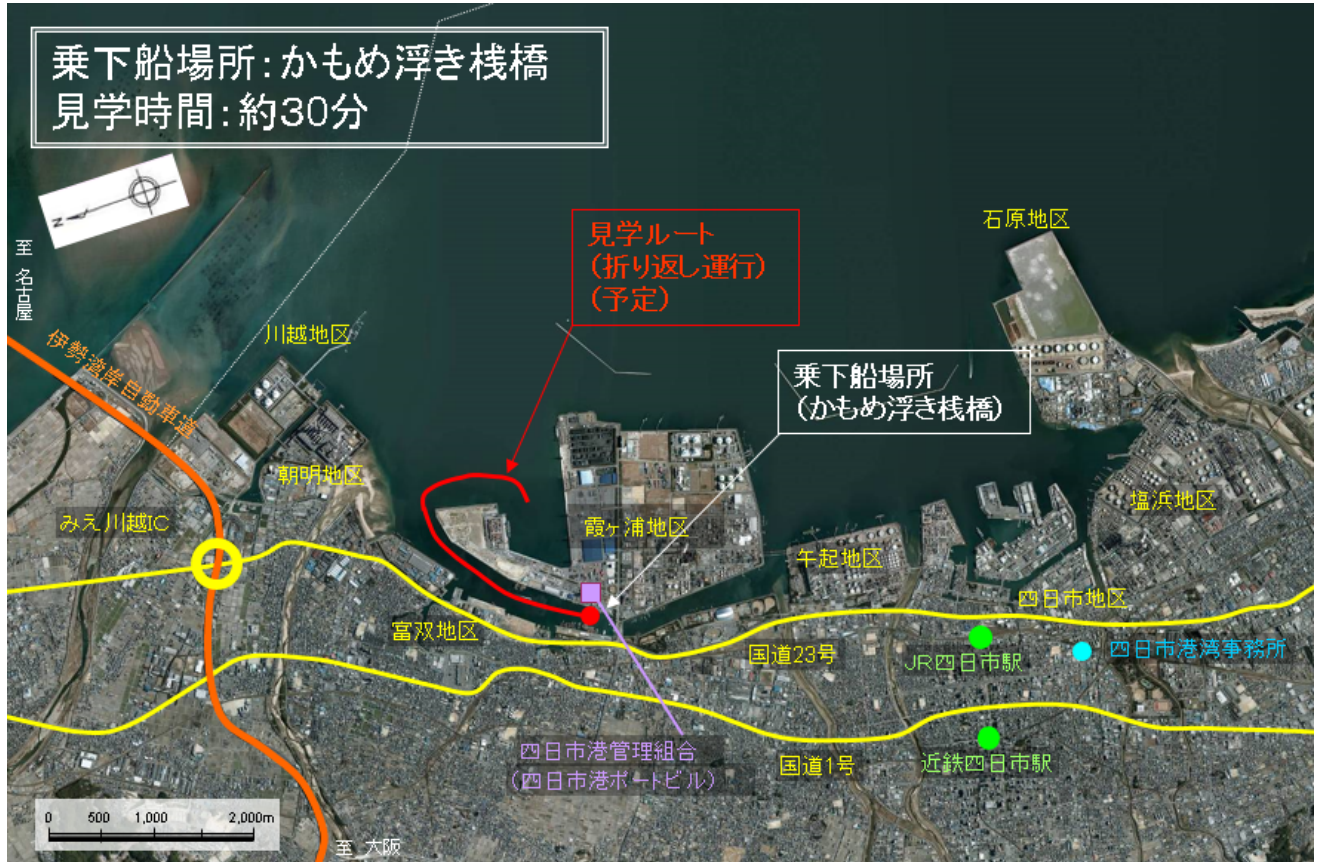 乗下船場所：かもめ浮き桟橋
見学時間：約30分
N
至 名古屋
伊勢湾岸自動車道
川越地区
見学ルート
(折り返し運行)
(予定)
石原地区
乗下船場所
(かもめ浮き桟橋)
朝明地区
みえ川越IC
霞ヶ浦地区
塩浜地区
午起地区
富双地区
四日市地区
国道23号
JR四日市駅
四日市港湾事務所
四日市港管理組合
(四日市港ポートビル)
国道1号
近鉄四日市駅
0 500 1,000 2,000m
至 大阪